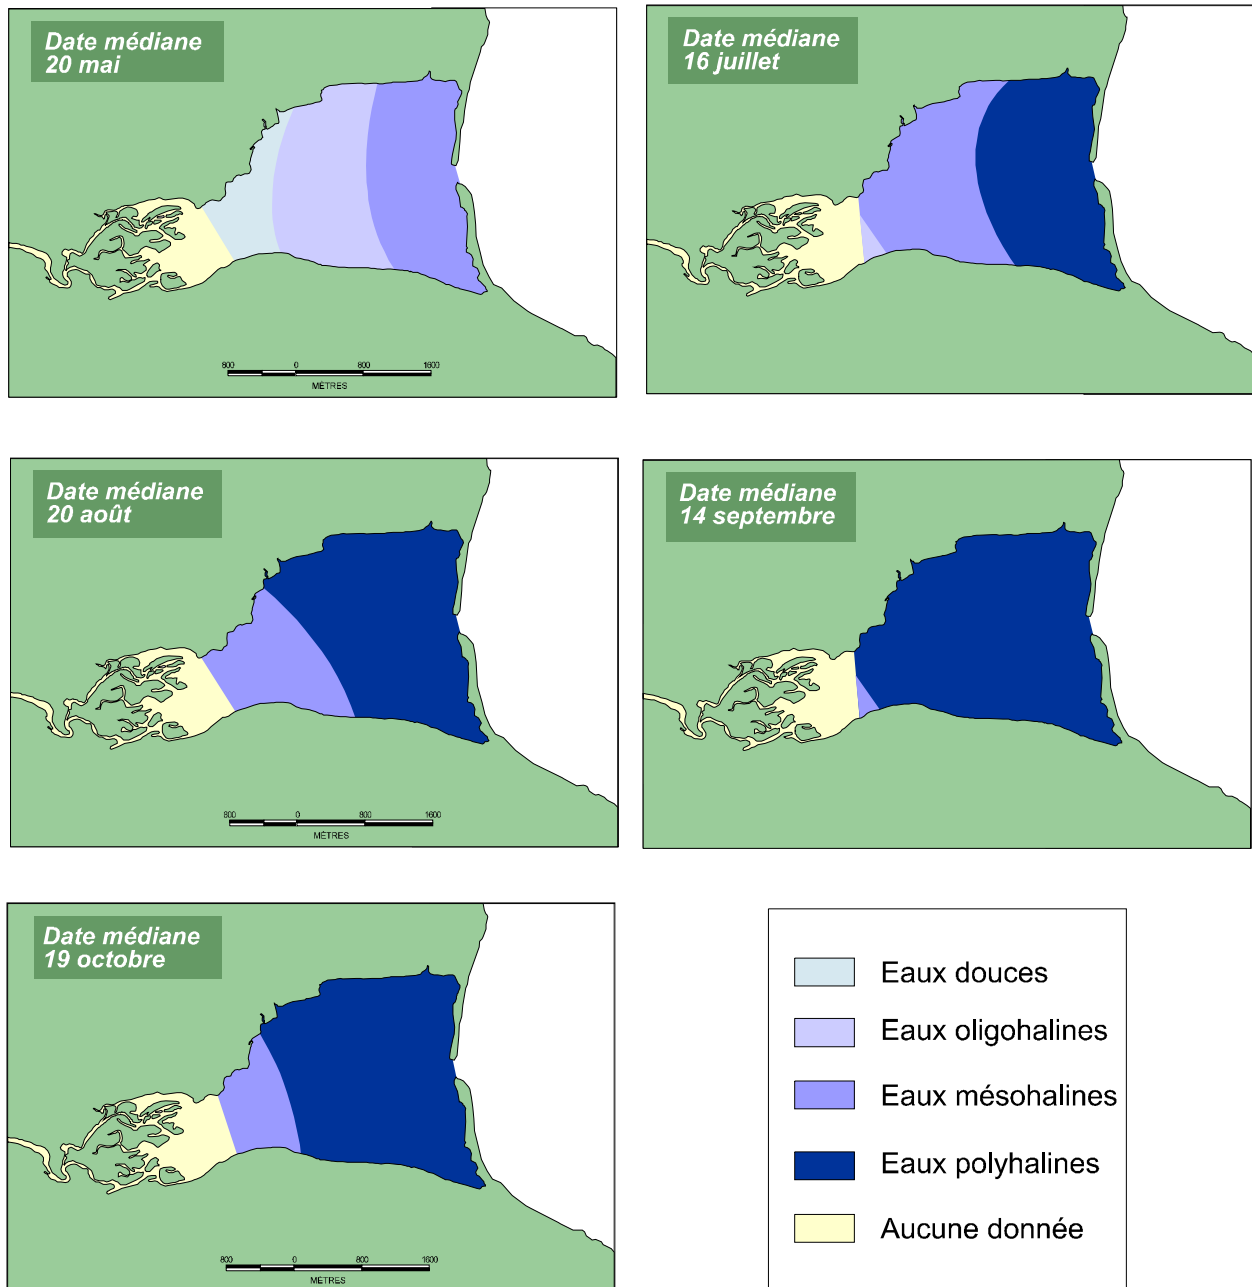 Date médiane
20 mai
800 0 800 1600
MÈTRES
Date médiane
16 juillet
Date médiane
20 août
800 0 800 1600
MÈTRES
Date médiane
14 septembre
Date médiane
19 octobre
800 0 800 1600
MÈTRES
Eaux douces
Eaux oligohalines
Eaux mésohalines
Eaux polyhalines
Aucune donnée